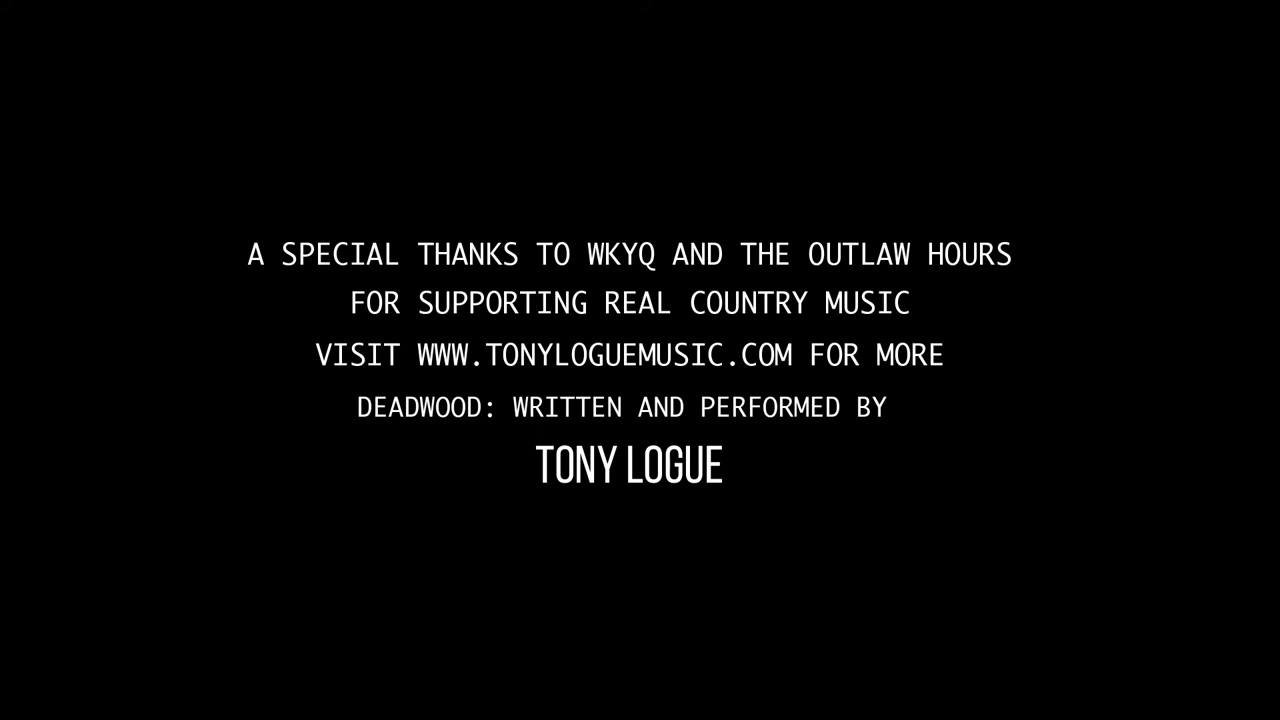 A SPECIAL THANKS TO WKYQ AND THE OUTLAW HOURS
FOR SUPPORTING REAL COUNTRY MUSIC
VISIT WWW.TONYLOGUEMUSIC.COM FOR MORE
DEADWOOD: WRITTEN AND PERFORMED BY
TONY LOGUE